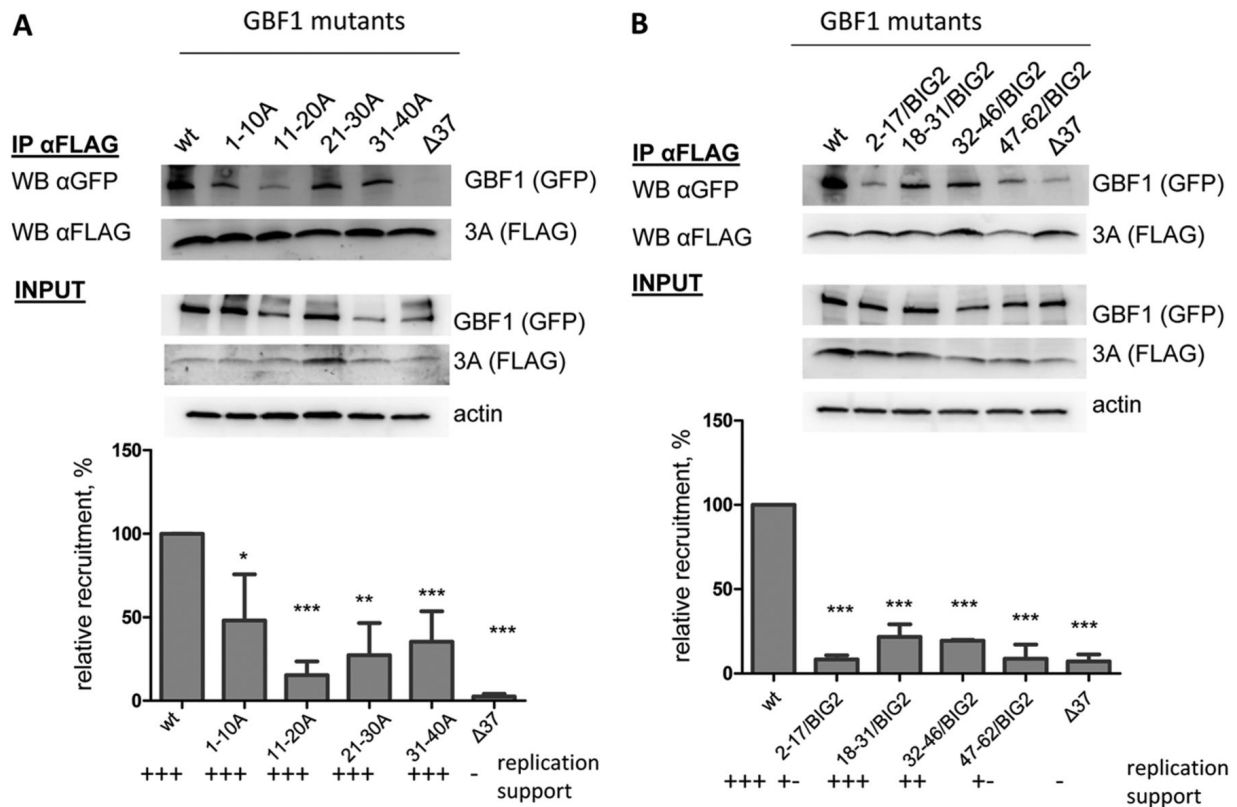 A
GBF1 mutants
wt 1-10A 11-20A 21-30A 31-40A Δ37
IP αFLAG
WB αGFP GBF1 (GFP)
WB αFLAG 3A (FLAG)
INPUT
GBF1 (GFP)
3A (FLAG)
actin
relative recruitment, %
150
100
50
0
* *** ** *** ***
wt 1-10A 11-20A 21-30A 31-40A Δ37
+++ +++ +++ +++ +++ - replication
support
B
GBF1 mutants
wt 2-17/BIG2 18-31/BIG2 32-46/BIG2 47-62/BIG2 Δ37
IP αFLAG
WB αGFP GBF1 (GFP)
WB αFLAG 3A (FLAG)
INPUT
GBF1 (GFP)
3A (FLAG)
actin
relative recruitment, %
150
100
50
0
*** *** *** *** ***
wt 2-17/BIG2 18-31/BIG2 32-46/BIG2 47-62/BIG2 Δ37
+++ +- +++ ++ +- - replication
support